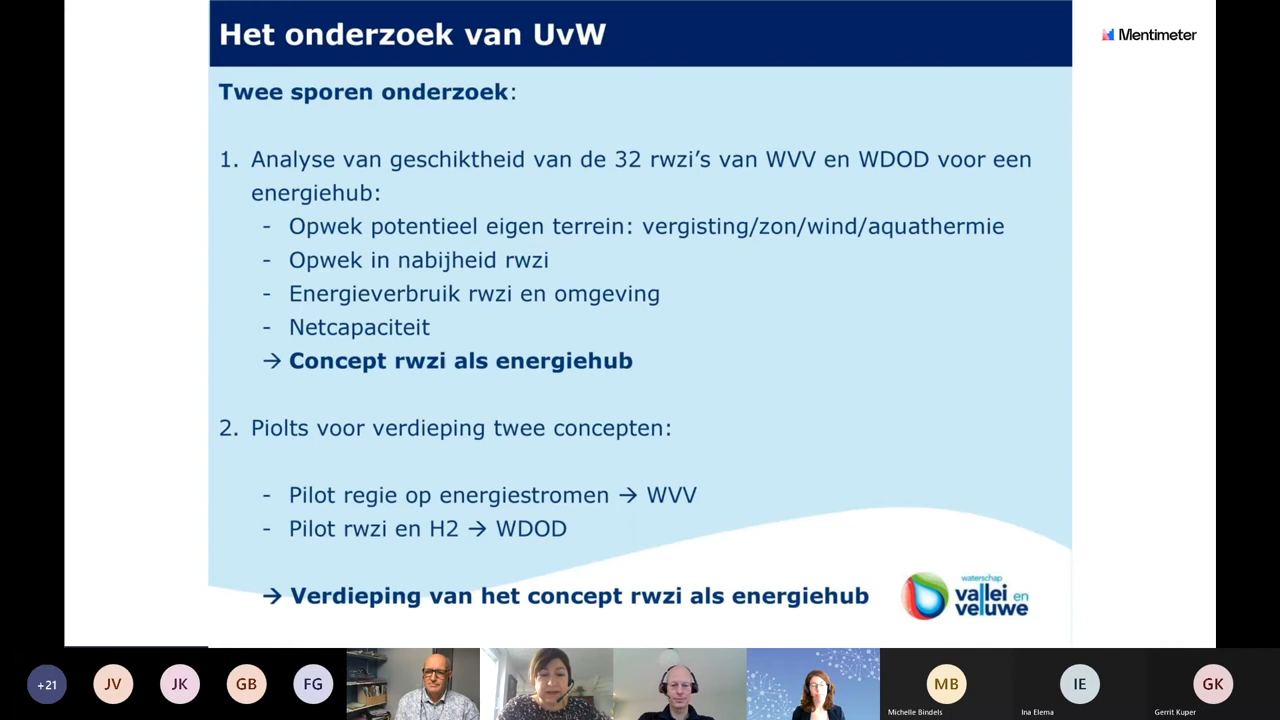 Het onderzoek van UvW
Mentimeter
Twee sporen onderzoek:
1. Analyse van geschiktheid van de 32 rwzi's van WVV en WDOD voor een
energiehub:
- Opwek potentieel eigen terrein: vergisting/zon/wind/aquathermie
- Opwek in nabijheid rwzi
- Energieverbruik rwzi en omgeving
- Netcapaciteit
→ Concept rwzi als energiehub
2. Piolts voor verdieping twee concepten:
- Pilot regie op energiestromen → WVV
- Pilot rwzi en H2 → WDOD
→ Verdieping van het concept rwzi als energiehub
waterschap
vallei en
veluwe
+21
JV
JK
GB
FG
MB
IE
GK
Michelle Bindels
Ina Elema
Gerrit Kuper